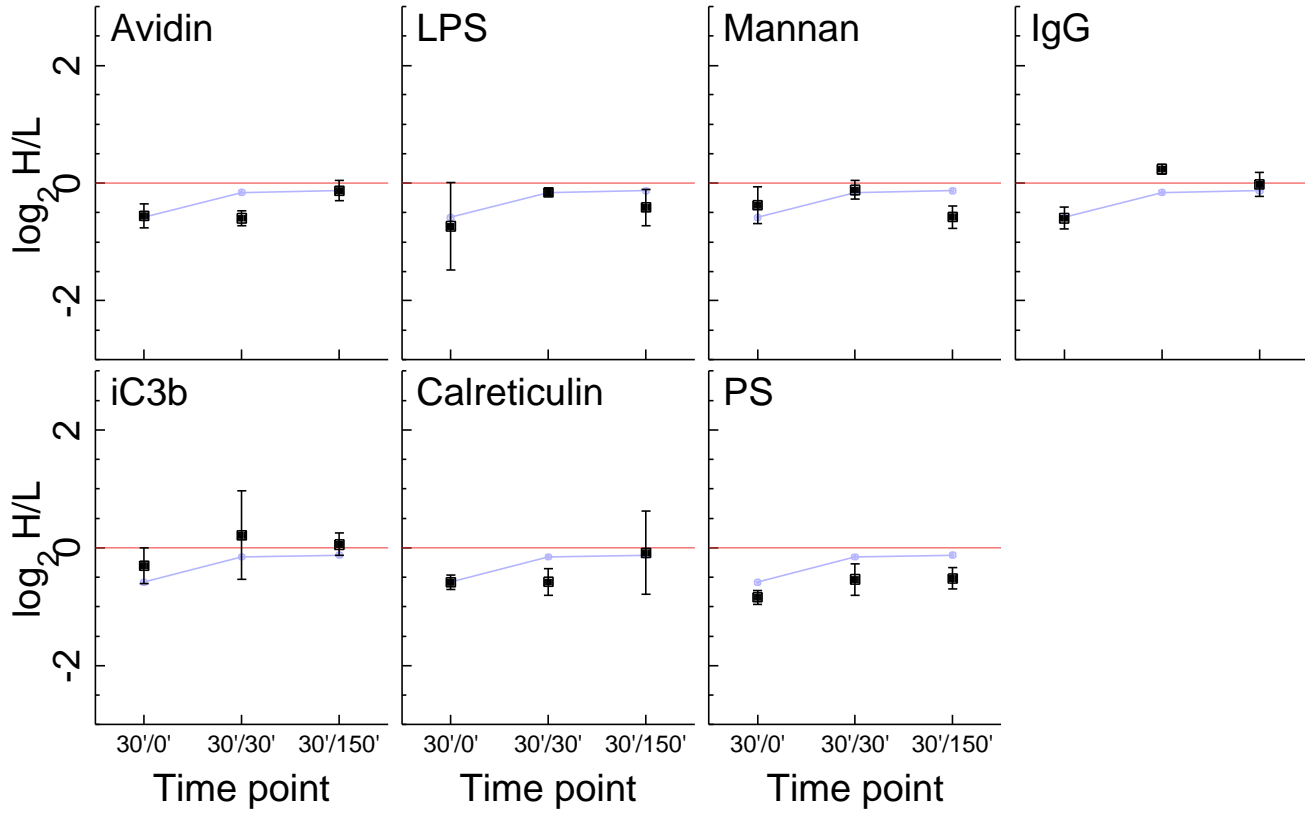 Avidin LPS Mannan IgG
2
0
-2
log2 H/L
iC3b Calreticulin PS
2
0
-2
log2 H/L
30'/0' 30'/30' 30'/150' 30'/0' 30'/30' 30'/150' 30'/0' 30'/30' 30'/150'
Time point Time point Time point